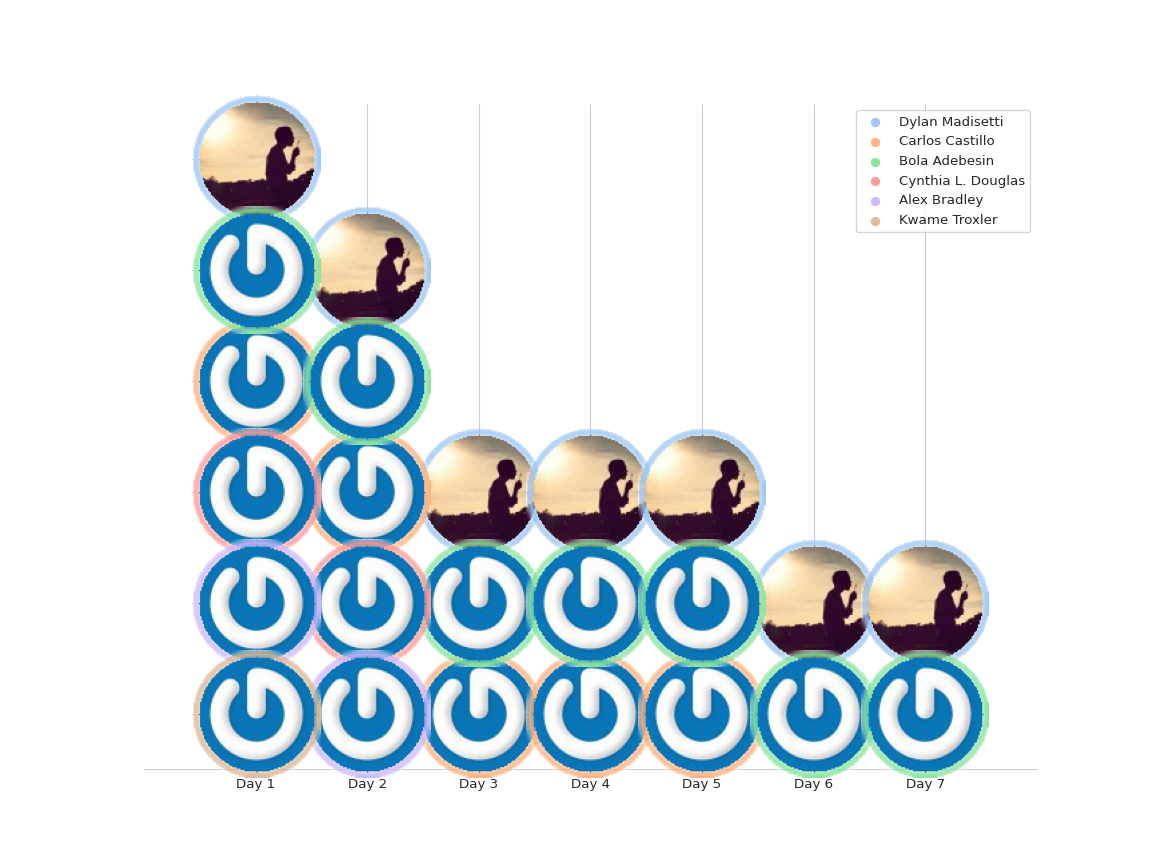 Dylan Madisetti
Carlos Castillo
Bola Adebesin
Cynthia L. Douglas
Alex Bradley
Kwame Troxler
Day 1 Day 2 Day 3 Day 4 Day 5 Day 6 Day 7